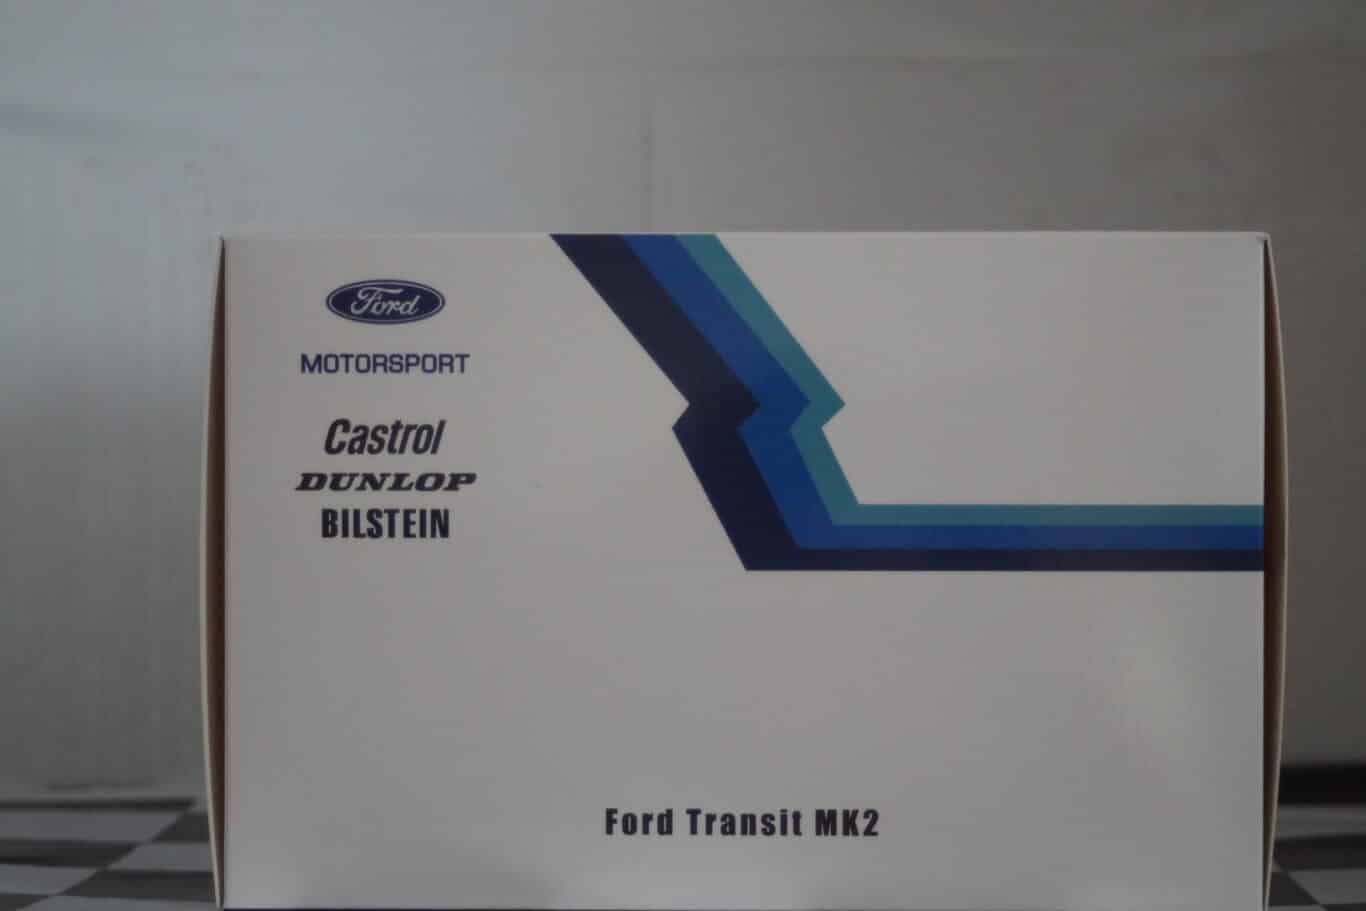 Ford
MOTORSPORT
Castrol
DUNLOP
BILSTEIN
Ford Transit MK2